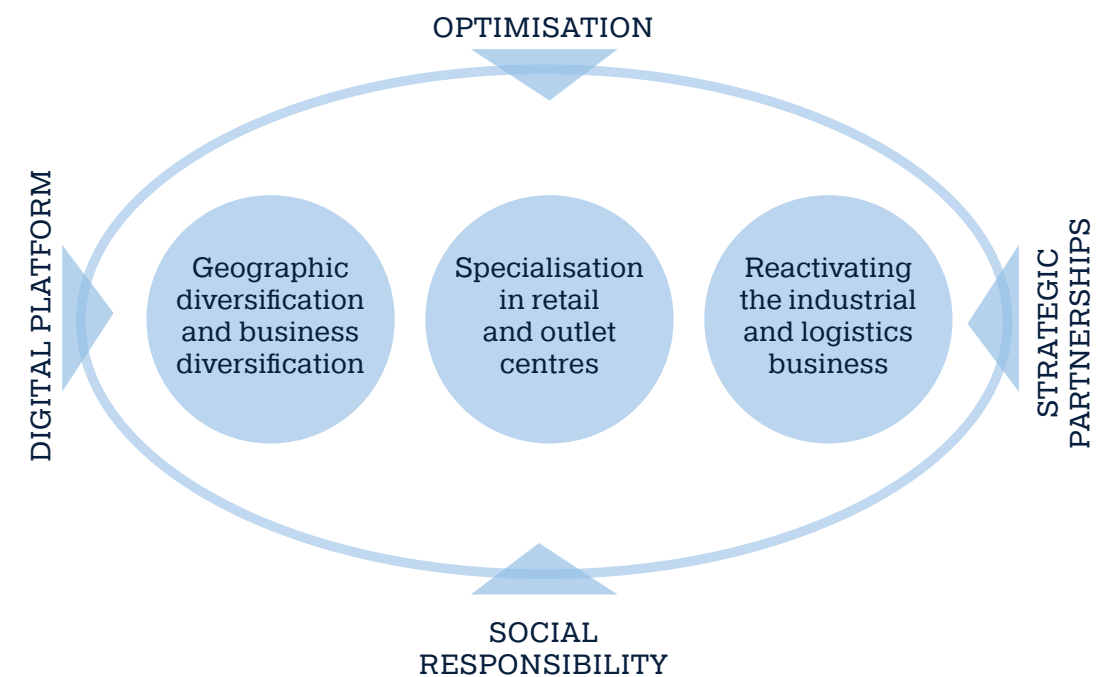 OPTIMISATION
DIGITAL PLATFORM
Geographic
diversification
and business
diversification
Specialisation
in retail
and outlet
centres
Reactivating
the industrial
and logistics
business
STRATEGIC
PARTNERSHIPS
SOCIAL
RESPONSIBILITY